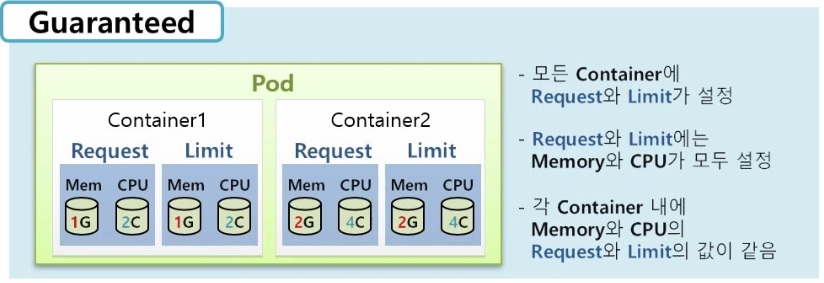 Guaranteed
Pod
Container1
Request Limit
Mem CPU Mem CPU
1G 2C 1G 2C
Container2
Request Limit
Mem CPU Mem CPU
2G 4C 2G 4C
- 모든 Container에
Request와 Limit가 설정
- Request와 Limit에는
Memory와 CPU가 모두 설정
- 각 Container 내에
Memory와 CPU의
Request와 Limit의 값이 같음